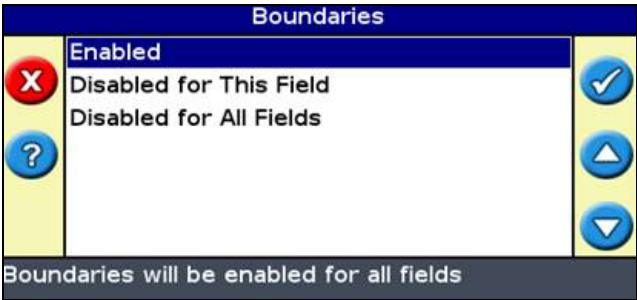 Boundaries
Enabled
Disabled for This Field
Disabled for All Fields
X
?
Boundaries will be enabled for all fields